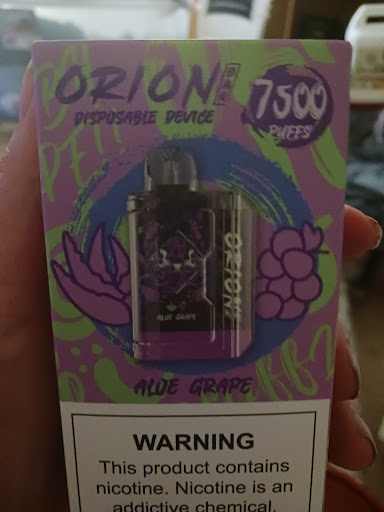 ORION BAR
DISPOSABLE DEVICE
7500
PUFFS
ORION
ALOE GRAPE
ALOE GRAPE
WARNING
This product contains
nicotine. Nicotine is an
addictive chemical.